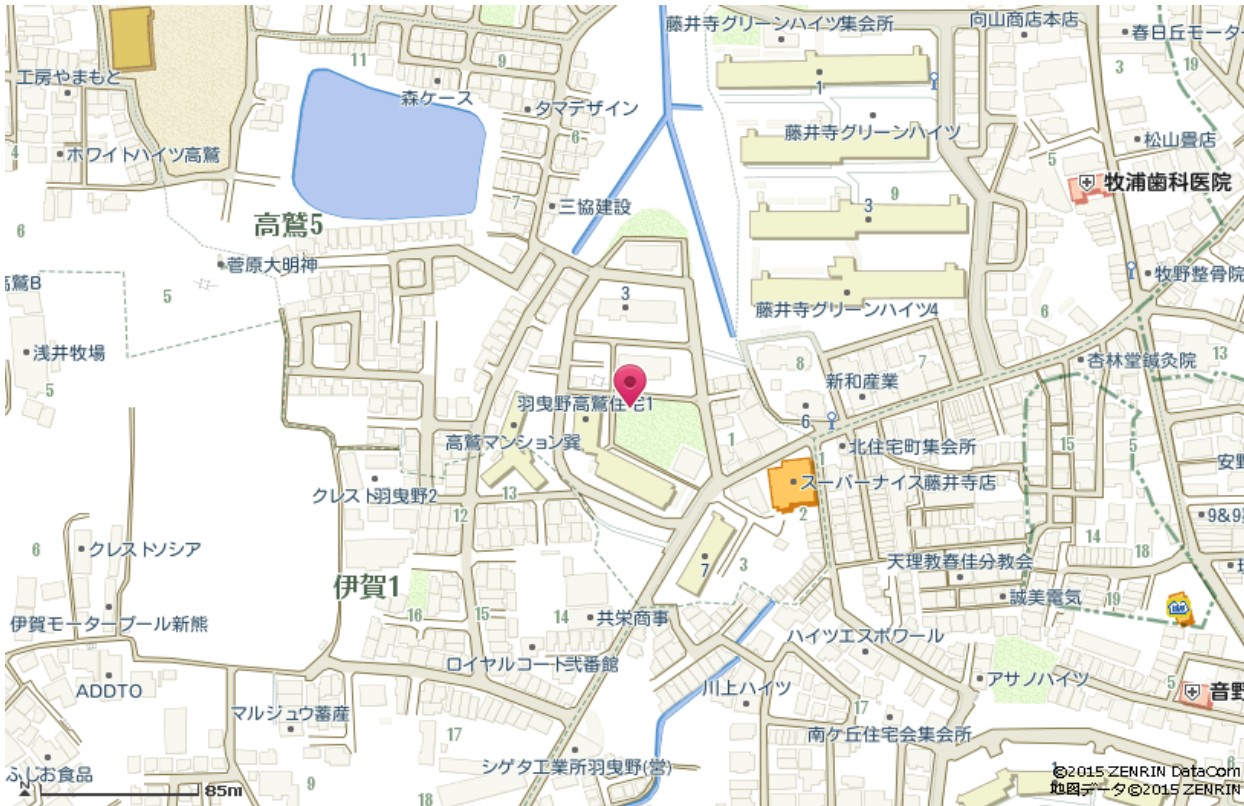 藤井寺グリーンハイツ集会所
向山商店本店
春日丘モーター
19
11
9
3
工房やまもと
森ケース
タマデザイン
1
6
藤井寺グリーンハイツ
松山畳店
4
ホワイトハイツ高鷲
5
牧浦歯科医院
9
7
三協建設
3
高鷲5
6
菅原大明神
牧野整骨院
高鷲B
5
3
藤井寺グリーンハイツ4
6
浅井牧場
8
7
杏林堂鍼灸院
13
5
新和産業
羽曳野高鷲住宅1
6
高鷲マンション巽
1
北住宅町集会所
15
5
安野
スーパーナイス藤井寺店
クレスト羽曳野2
13
12
2
9&9
6
クレストソシア
14
18
7
3
天理教春佳分教会
伊賀1
16
15
14
誠美電気
19
伊賀モータープール新熊
共栄商事
ハイツエスポワール
ロイヤルコート弐番館
アサノハイツ
ADDTO
川上ハイツ
5
音野
マルジュウ蓄産
17
17
南ケ丘住宅会集会所
ふじお食品
シゲタ工業所羽曳野(営)
9
18
1
N
85m
©2015 ZENRIN DataCom
地図データ©2015 ZENRIN